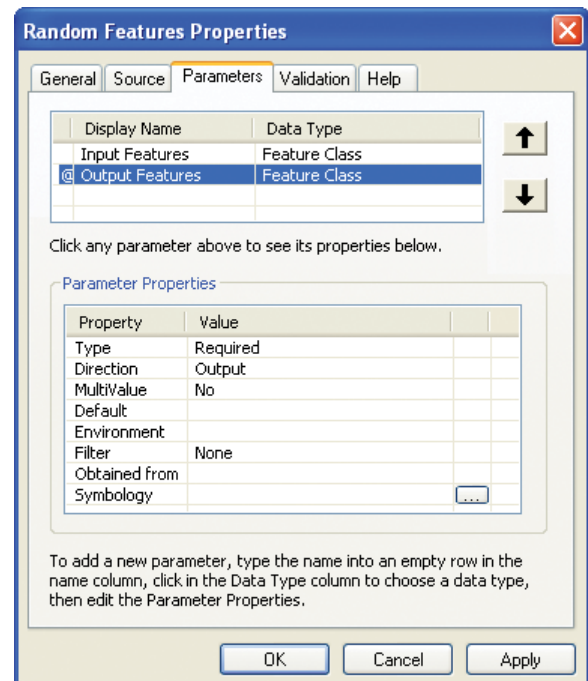 Random Features Properties
General Source Parameters Validation Help
Display Name Data Type
Input Features Feature Class
@ Output Features Feature Class
Click any parameter above to see its properties below.
Parameter Properties
Property Value
Type Required
Direction Output
MultiValue No
Default
Environment
Filter None
Obtained from
Symbology ...
To add a new parameter, type the name into an empty row in the
name column, click in the Data Type column to choose a data type,
then edit the Parameter Properties.
OK Cancel Apply